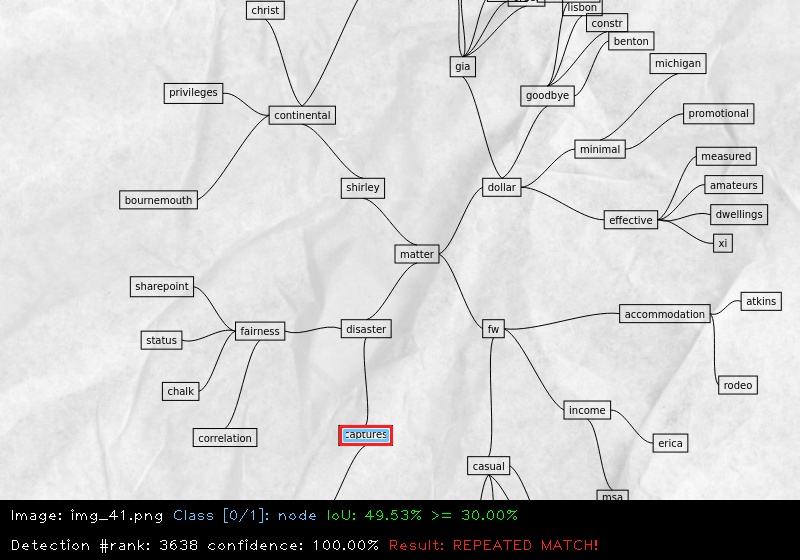 christ
lisbon
constr
benton
gia
michigan
privileges
goodbye
continental
promotional
minimal
measured
shirley
dollar
amateurs
bournemouth
dwellings
effective
xi
matter
sharepoint
atkins
accommodation
fairness
disaster
fw
status
rodeo
chalk
income
captures
correlation
erica
casual
msa
Image: img_41.png Class [0/1]: node IoU: 49.53% >= 30.00%
Detection #rank: 3638 confidence: 100.00% Result: REPEATED MATCH!